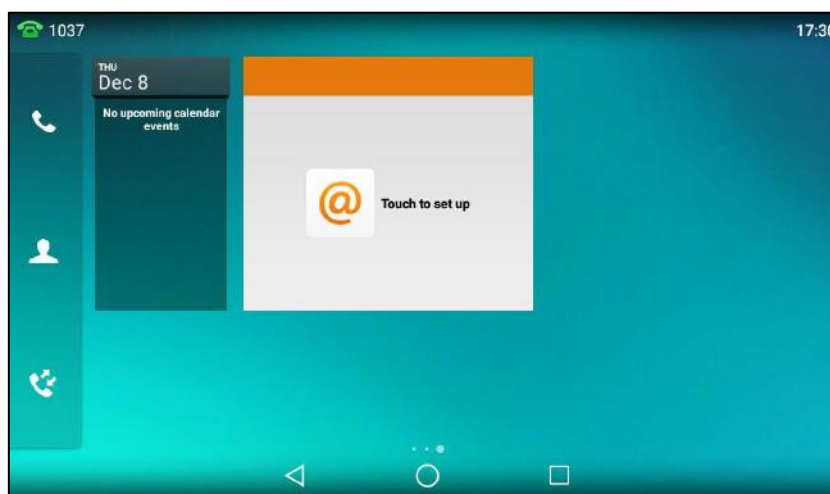 1037
17:30
THU
Dec 8
No upcoming calendar
events
@
Touch to set up